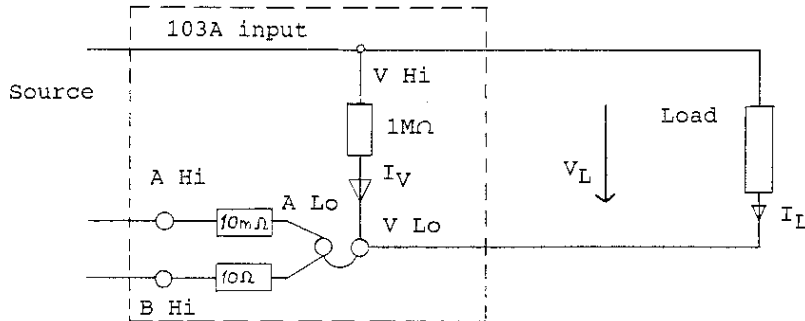 103A input
V Hi
Source
1MΩ
Load
A Hi
I_V
V_L
A Lo
10mΩ
V Lo
I_L
10Ω
B Hi